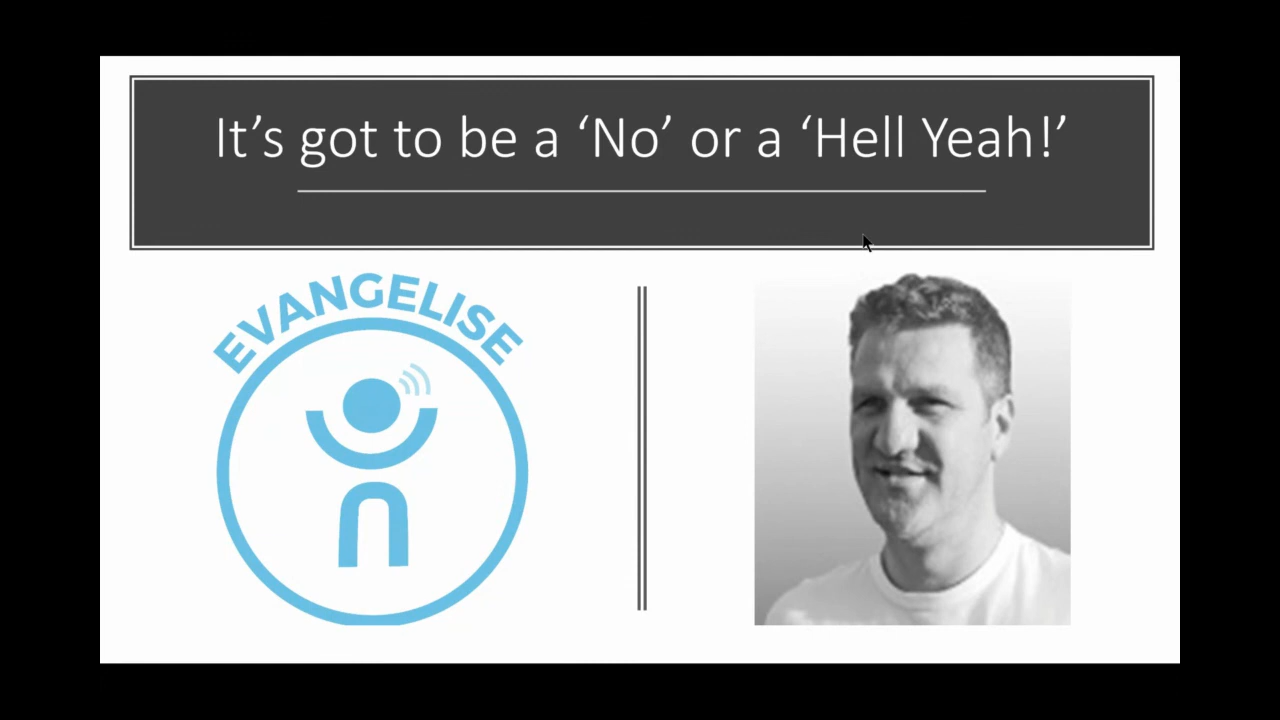 It’s got to be a ‘No’ or a ‘Hell Yeah!’
EVANGELISE